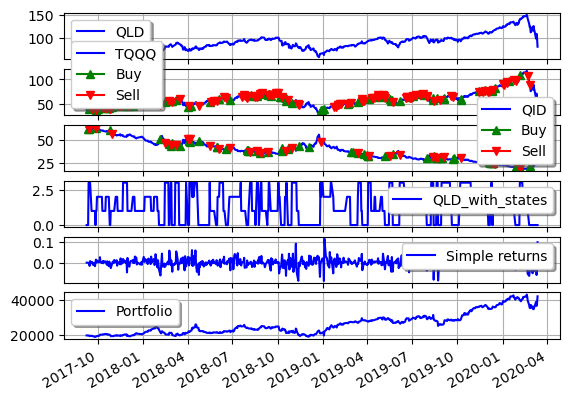 150
100
QLD
100
50
TQQQ
Buy
Sell
50
25
QID
Buy
Sell
2.5
0.0
QLD_with_states
0.1
0.0
Simple returns
40000
20000
Portfolio
2017-10
2018-01
2018-04
2018-07
2018-10
2019-01
2019-04
2019-07
2019-10
2020-01
2020-04